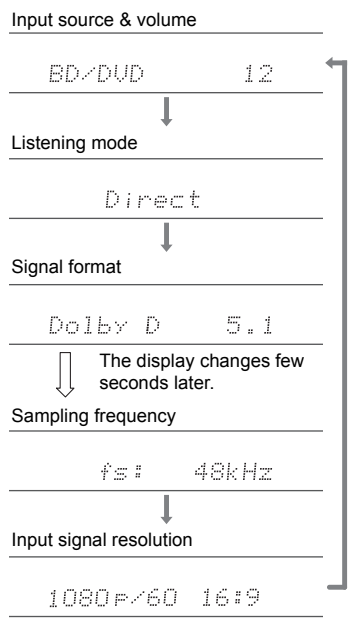 Input source & volume
BD/DVD 12
Listening mode
Direct
Signal format
Dolby D 5.1
The display changes few
seconds later.
Sampling frequency
fs: 48kHz
Input signal resolution
1080p/60 16:9